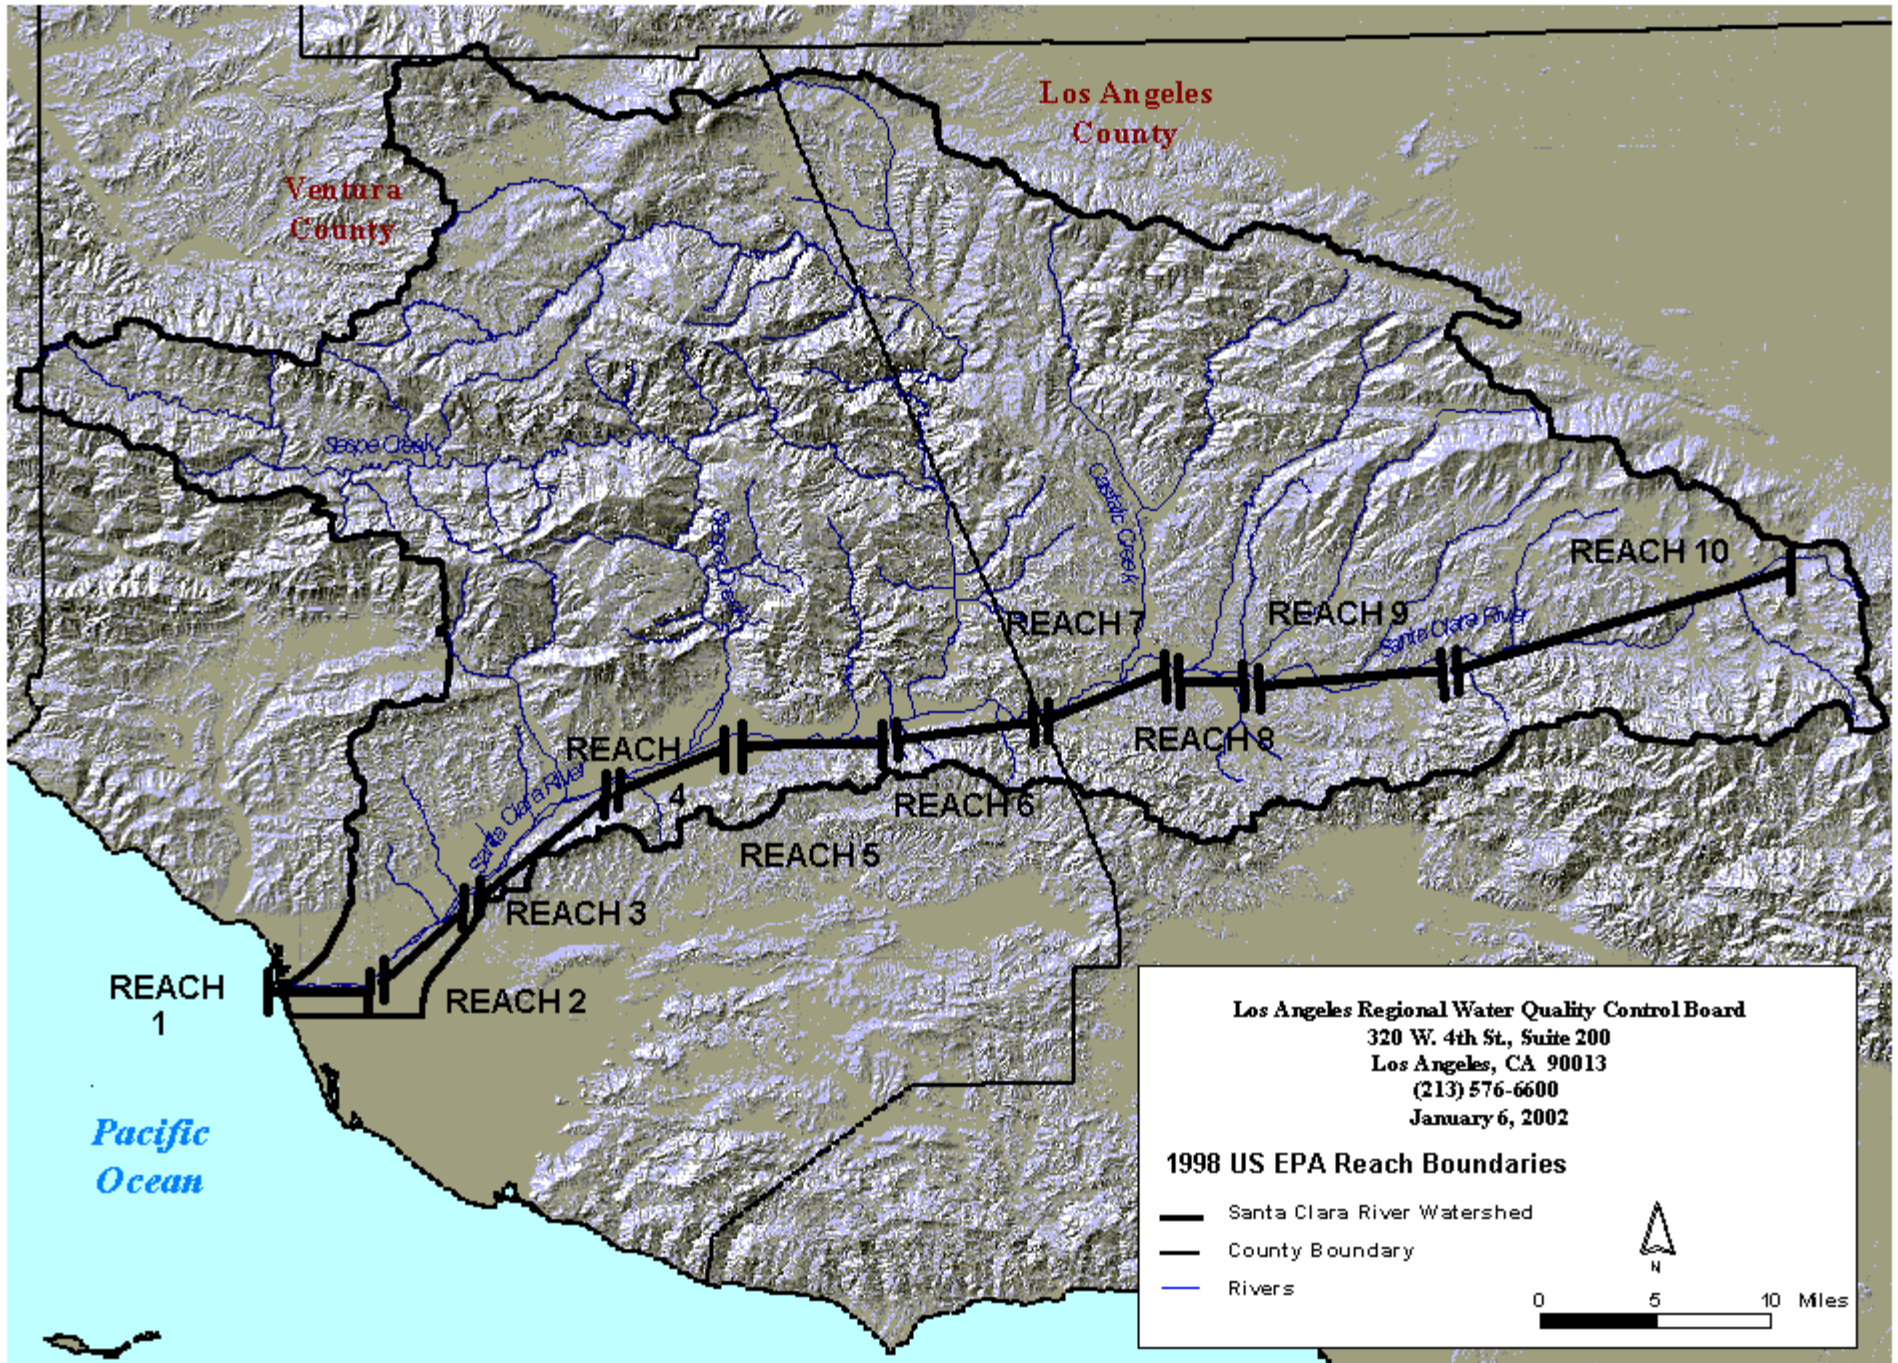 Los Angeles
County
Ventura
County
Sespe Creek
Sespe Creek
Castaic Creek
REACH 10
REACH 9
Santa Clara River
REACH 7
REACH 8
REACH
4
Santa Clara River
REACH 6
REACH 5
REACH 3
REACH 2
REACH
1
Pacific
Ocean
Los Angeles Regional Water Quality Control Board
320 W. 4th St., Suite 200
Los Angeles, CA 90013
(213) 576-6600
January 6, 2002
1998 US EPA Reach Boundaries
Santa Clara River Watershed
County Boundary
Rivers
N
0 5 10 Miles